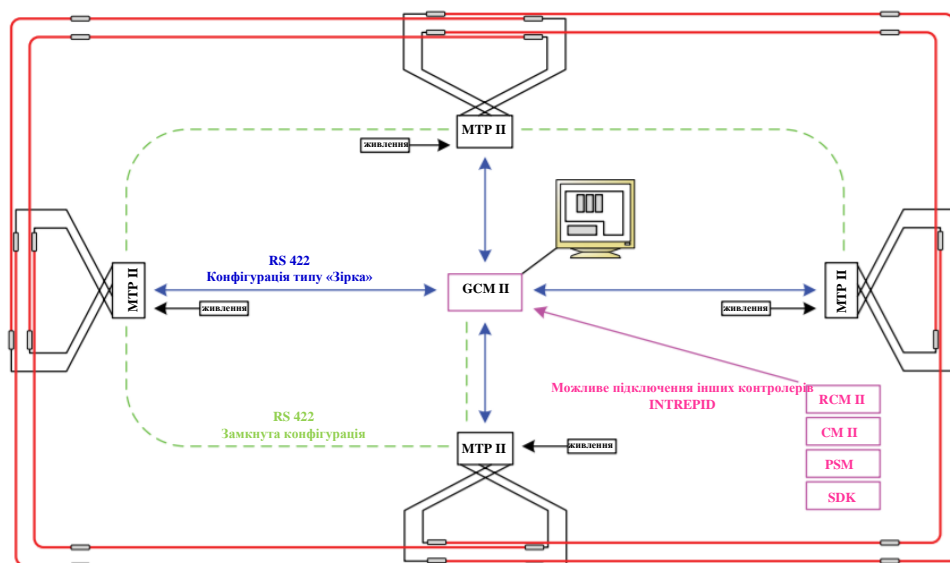 MTP II
живлення
RS 422
Конфігурація типу «Зірка»
MTP II
GCM II
MTP II
живлення
живлення
Можливе підключення інших контролерів
INTREPID
RCM II
CM II
PSM
SDK
RS 422
Замкнута конфігурація
MTP II
живлення